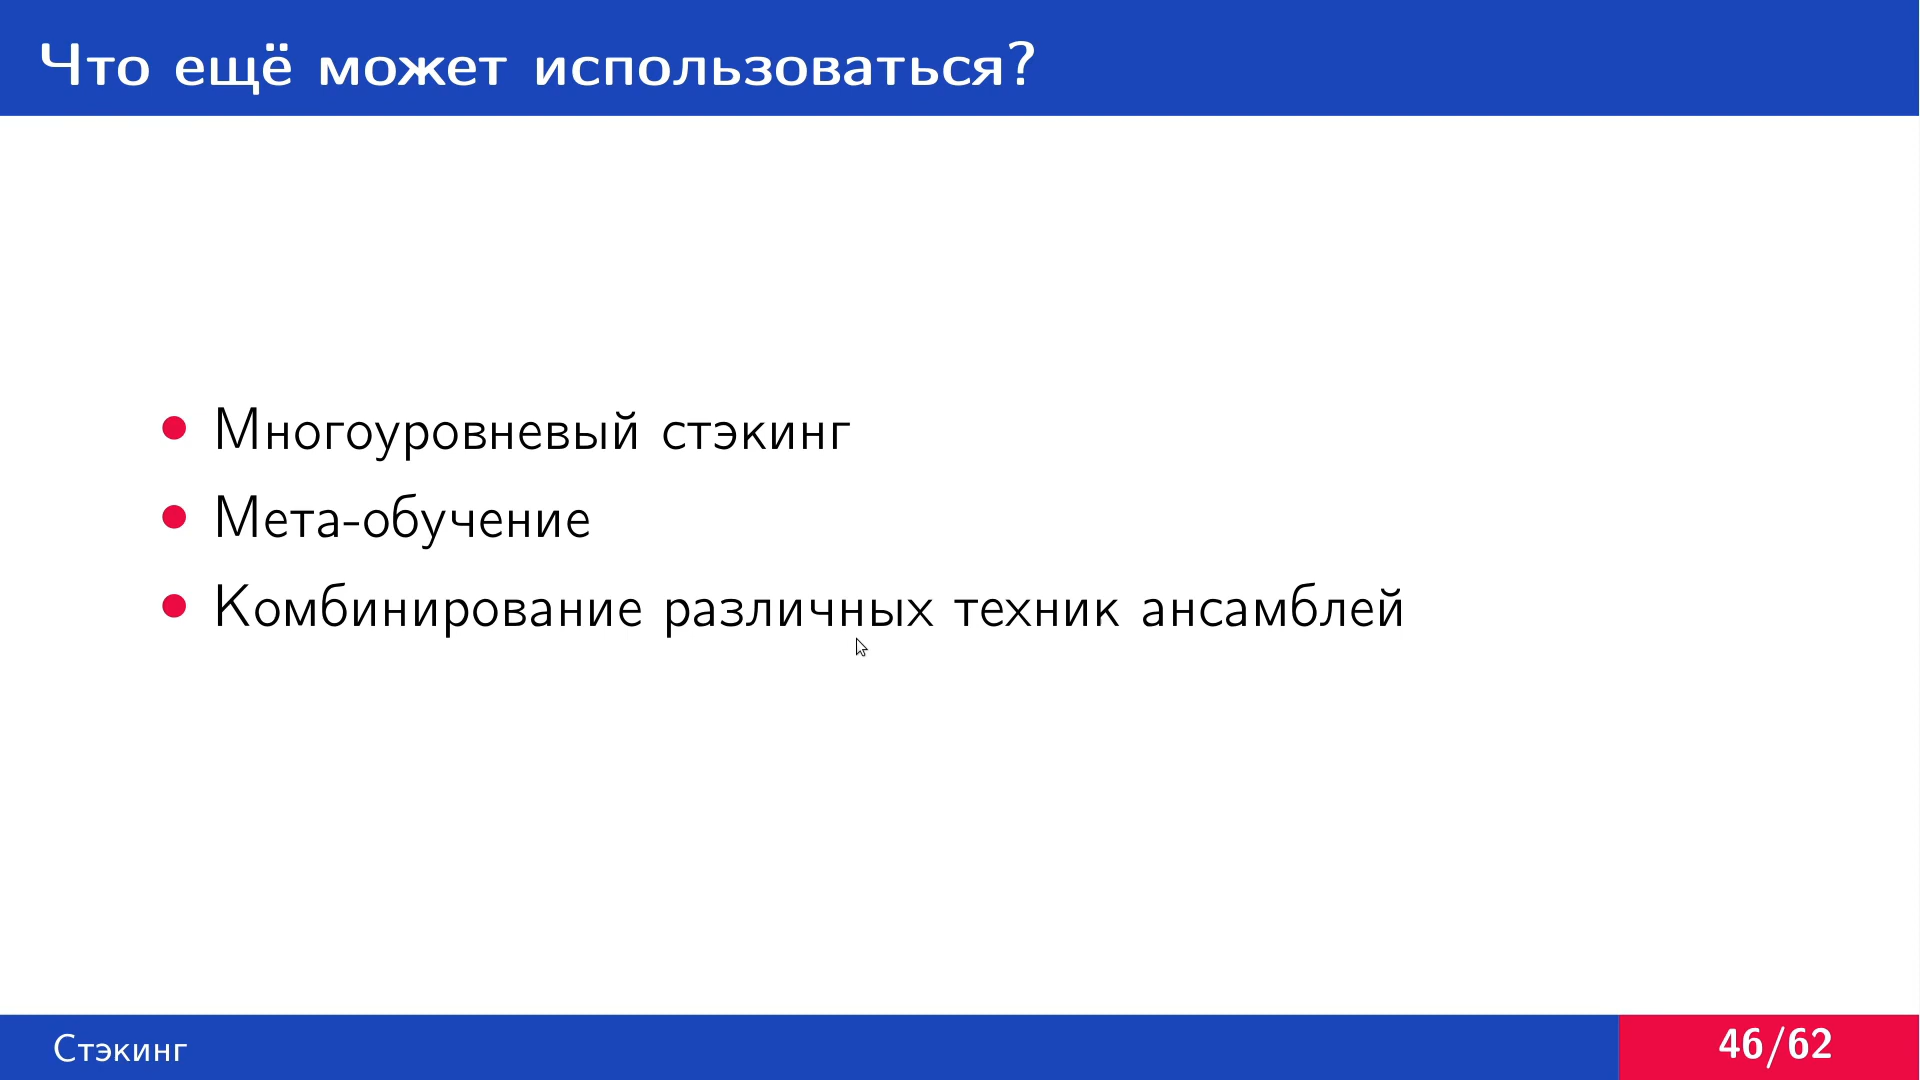 Что ещё может использоваться?
• Многоуровневый стэкинг
• Мета-обучение
• Комбинирование различных техник ансамблей
Стэкинг
46/62